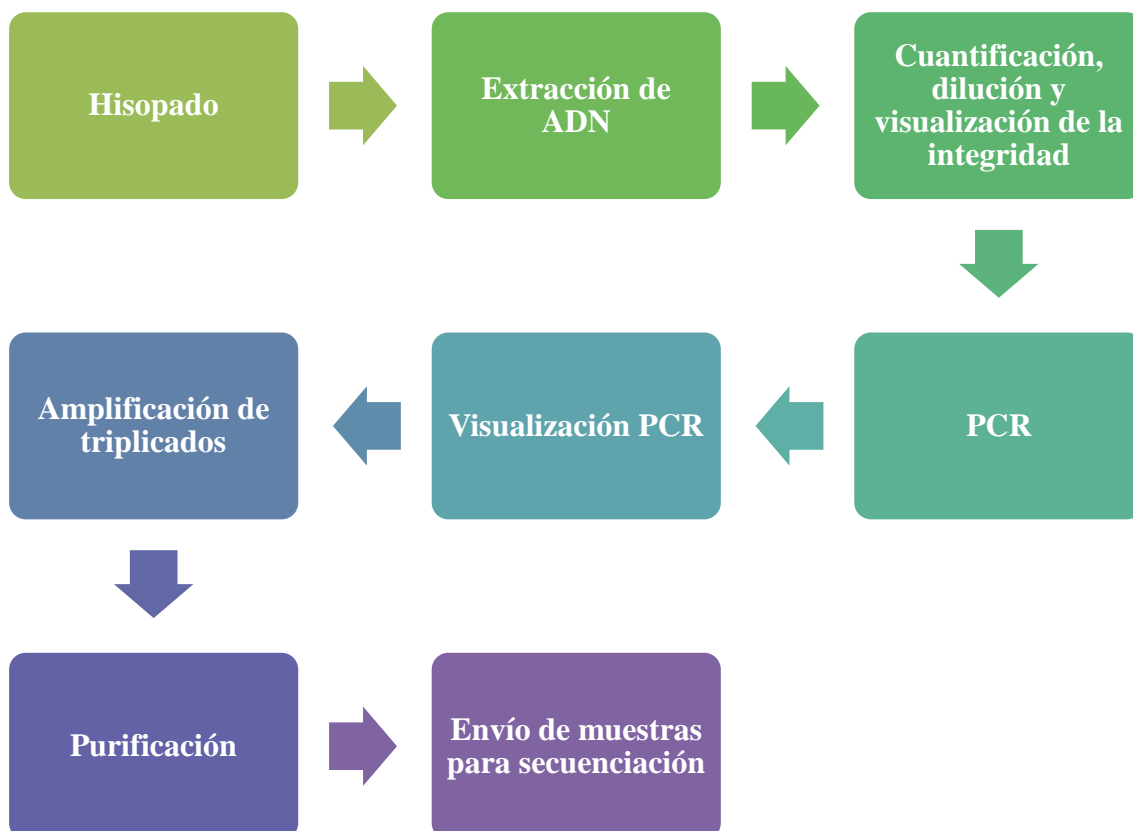 Hisopado
Extracción de
ADN
Cuantificación,
dilución y
visualización de la
integridad
PCR
Visualización PCR
Amplificación de
triplicados
Purificación
Envío de muestras
para secuenciación